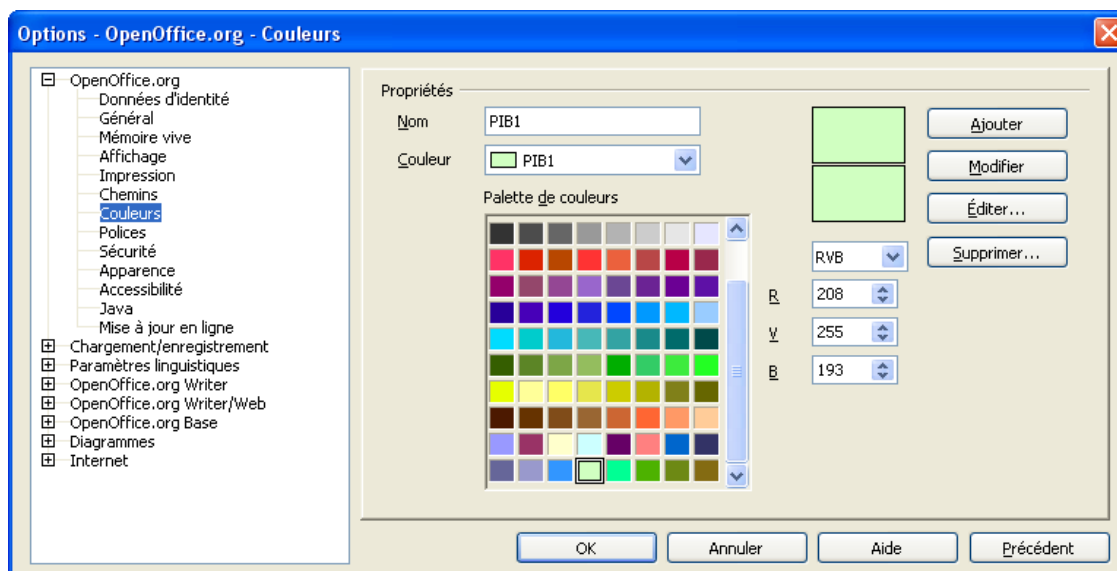 Options - OpenOffice.org - Couleurs
OpenOffice.org
Données d'identité
Général
Mémoire vive
Affichage
Impression
Chemins
Couleurs
Polices
Sécurité
Apparence
Accessibilité
Java
Mise à jour en ligne
Chargement/enregistrement
Paramètres linguistiques
OpenOffice.org Writer
OpenOffice.org Writer/Web
OpenOffice.org Base
Diagrammes
Internet
Propriétés
Nom PIB1
Couleur PIB1
Palette de couleurs
Ajouter
Modifier
Éditer...
Supprimer...
RVB
R 208
V 255
B 193
OK Annuler Aide Précédent